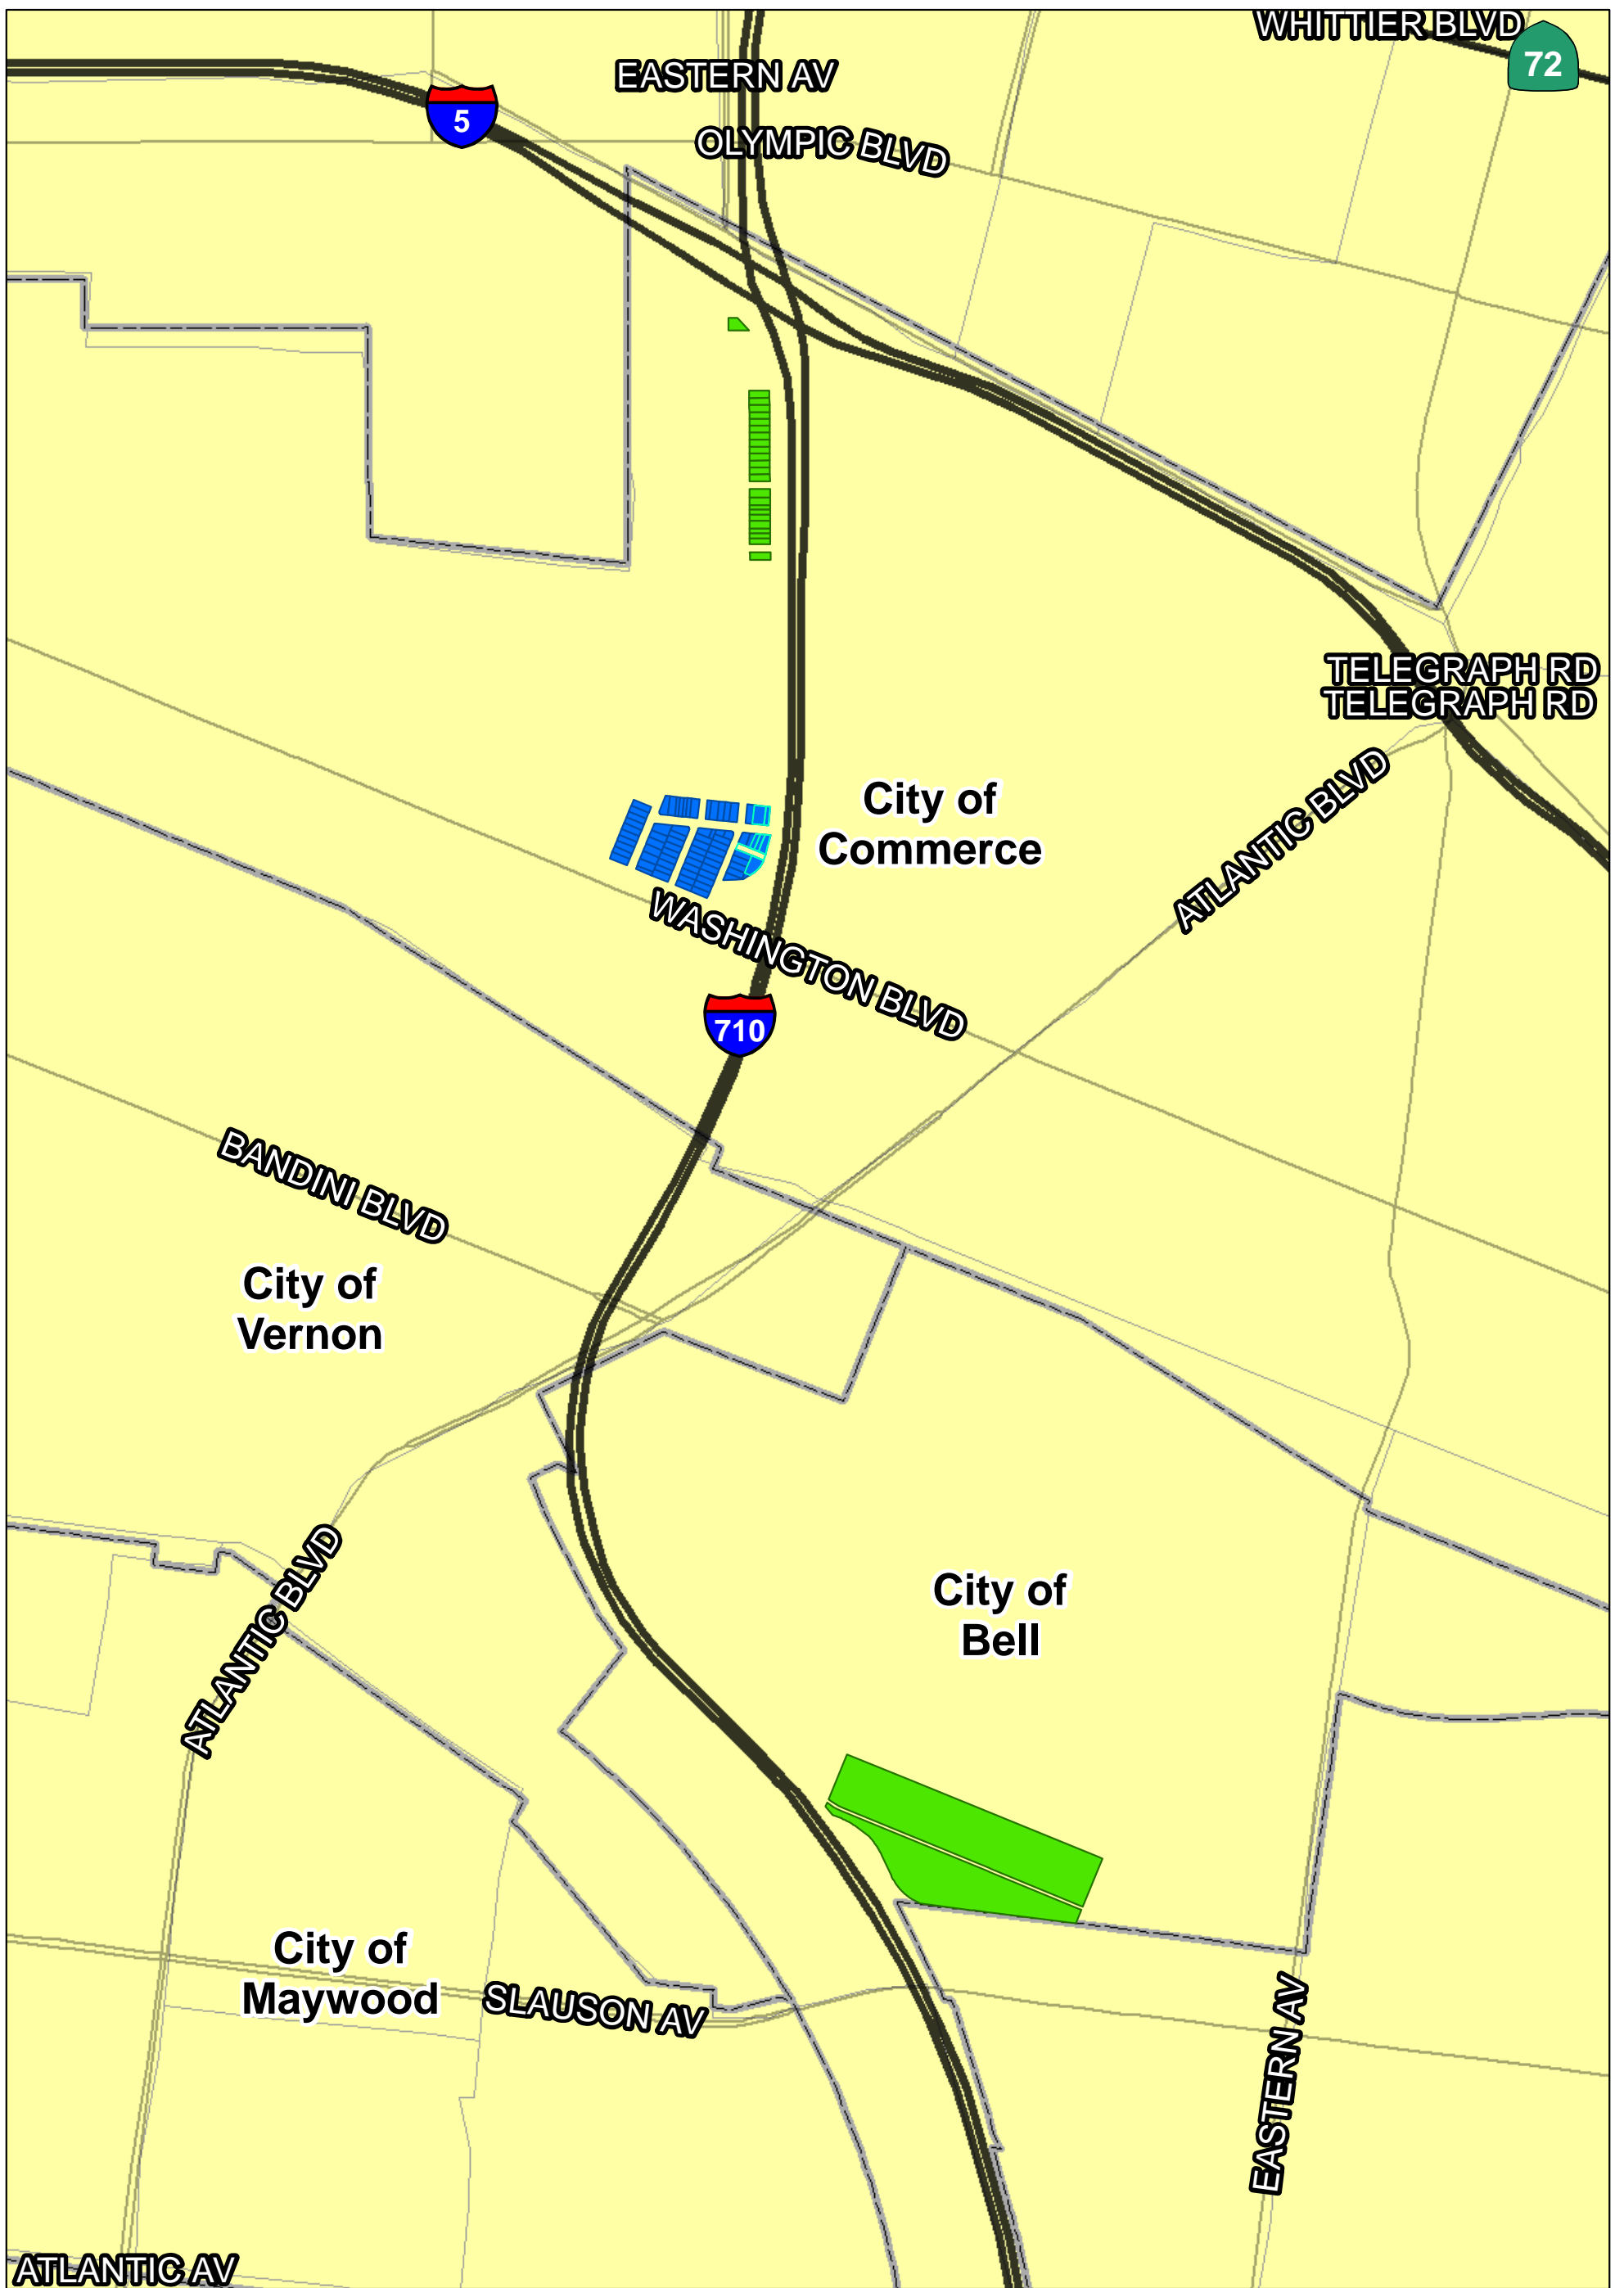 WHITTIER BLVD
72
EASTERN AV
5
OLYMPIC BLVD
TELEGRAPH RD
TELEGRAPH RD
ATLANTIC BLVD
City of
Commerce
WASHINGTON BLVD
710
BANDINI BLVD
City of
Vernon
ATLANTIC BLVD
City of
Bell
City of
Maywood
SLAUSON AV
EASTERN AV
ATLANTIC AV